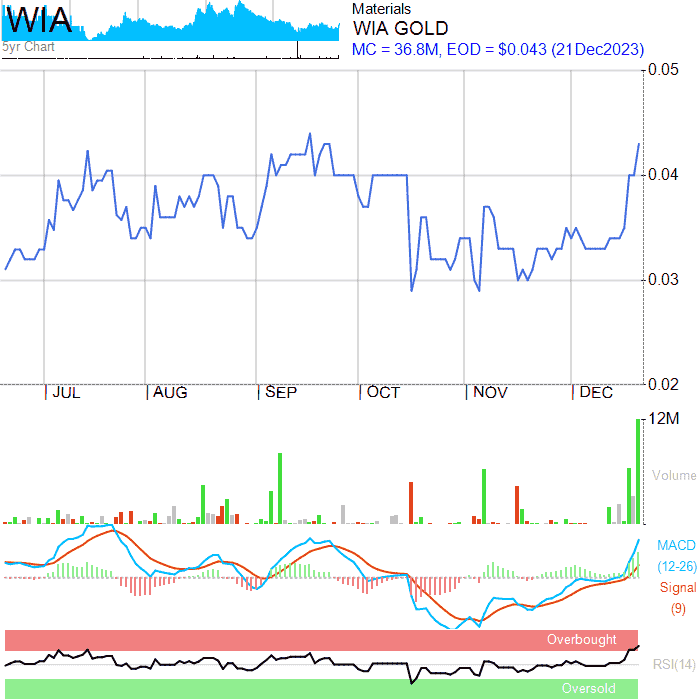 WIA
5yr Chart
Materials
WIA GOLD
MC = 36.8M, EOD = $0.043 (21Dec2023)
0.05
0.04
0.03
0.02
JUL AUG SEP OCT NOV DEC
12M
Volume
MACD
(12-26)
Signal
(9)
Overbought
RSI(14)
Oversold